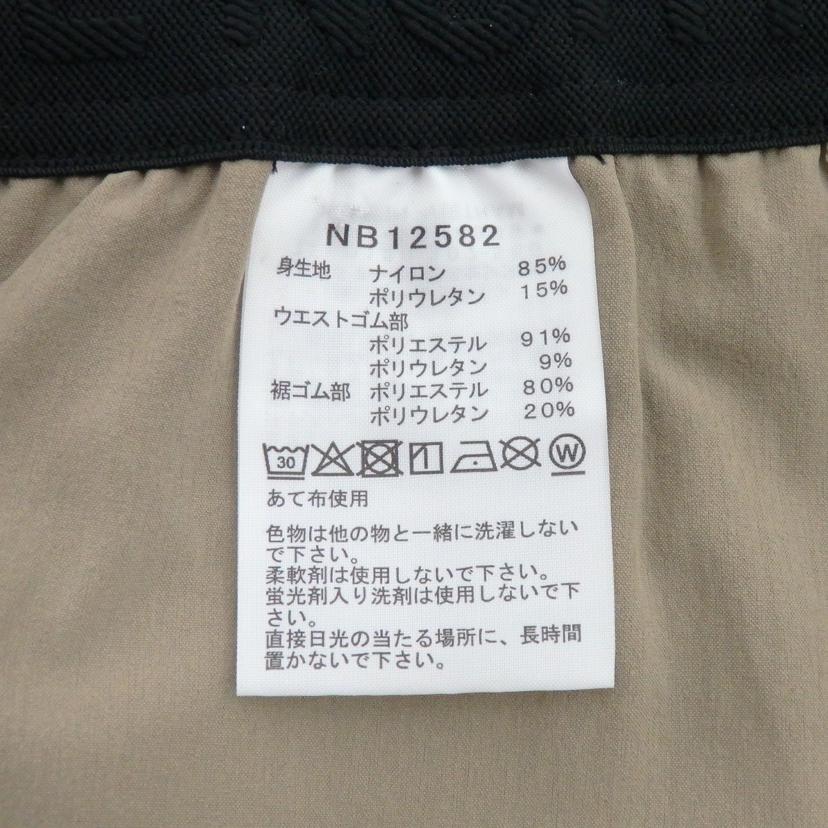 NB12582
身生地 ナイロン 85%
ポリウレタン 15%
ウエストゴム部
ポリエステル 91%
ポリウレタン 9%
裾ゴム部 ポリエステル 80%
ポリウレタン 20%
30 W
あて布使用
色物は他の物と一緒に洗濯しない
で下さい。
柔軟剤は使用しないで下さい。
蛍光剤入り洗剤は使用しないで下
さい。
直接日光の当たる場所に、長時間
置かないで下さい。